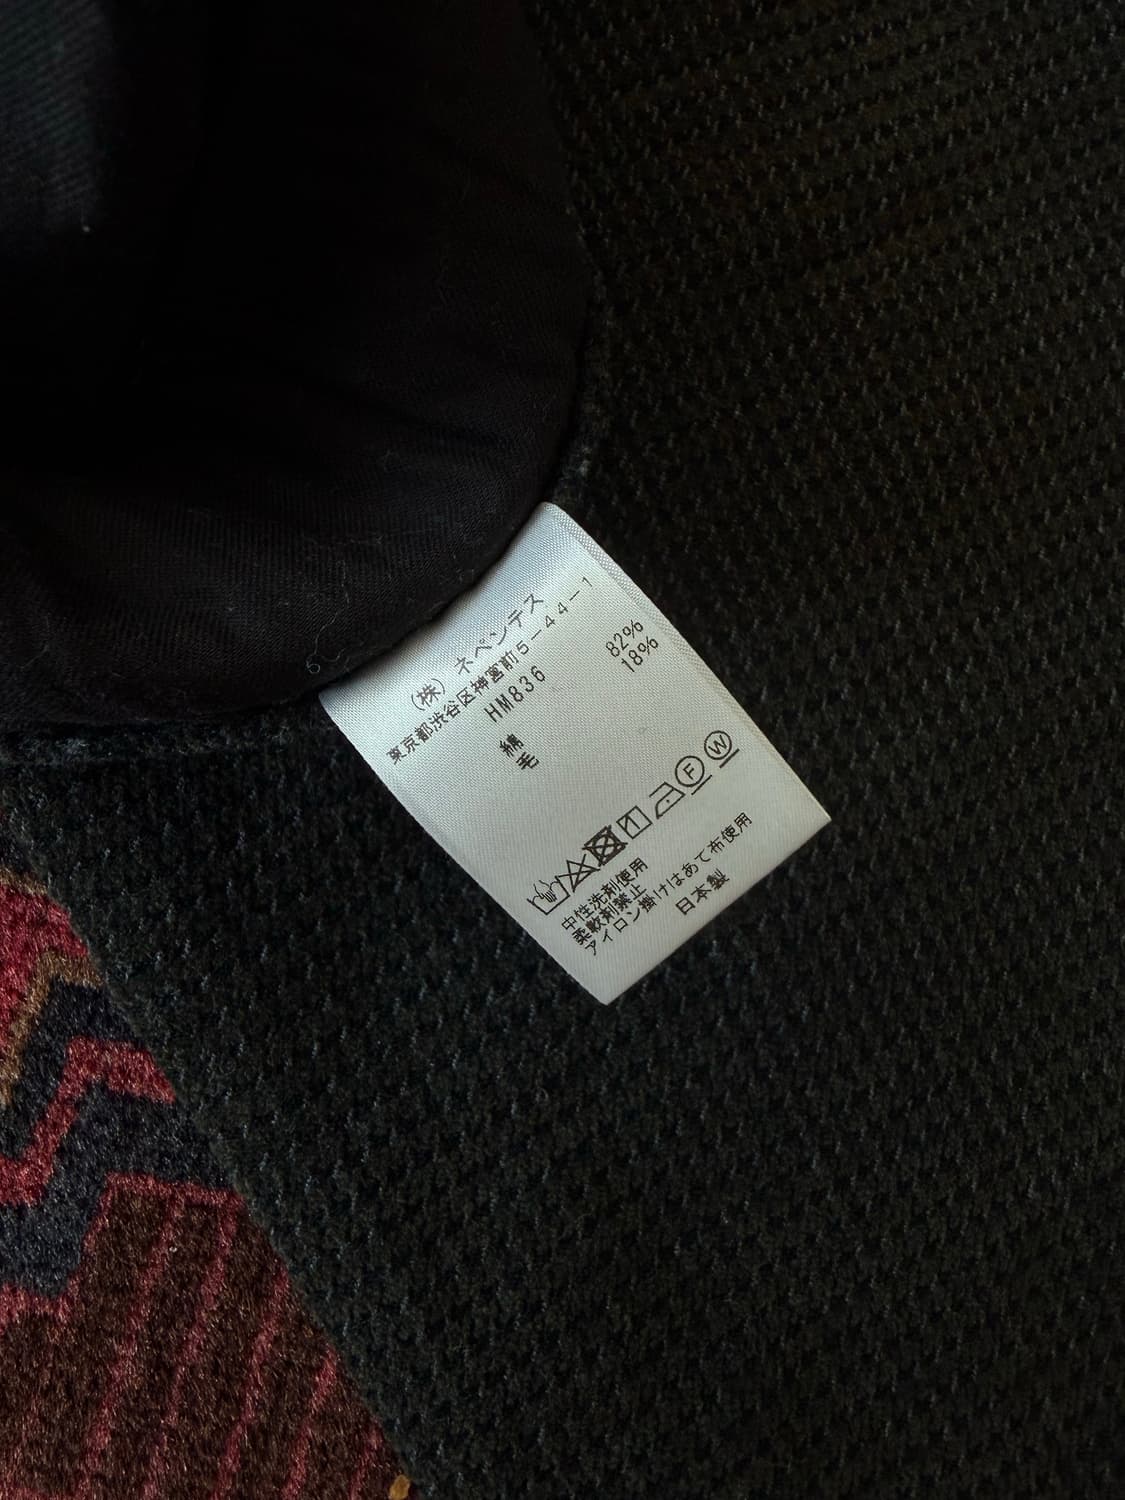 (株) ネペンテス
東京都渋谷区神宮前5-44-1
HM836
綿 82%
毛 18%
F W
中性洗剤使用
柔軟剤禁止
アイロン掛けはあて布使用
日本製